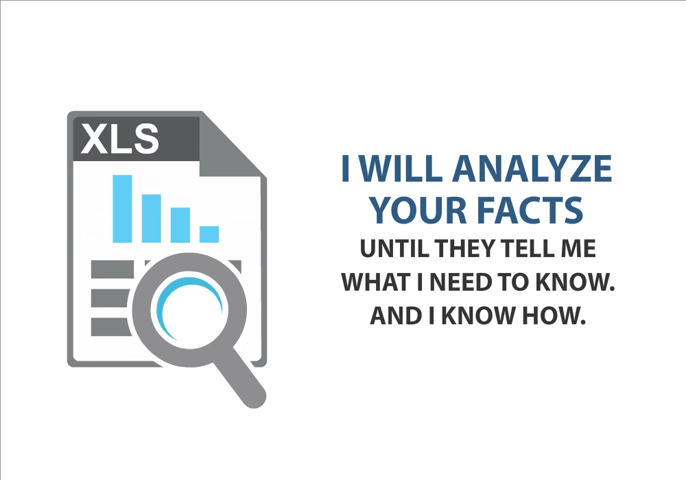 XLS
I WILL ANALYZE
YOUR FACTS
UNTIL THEY TELL ME
WHAT I NEED TO KNOW.
AND I KNOW HOW.